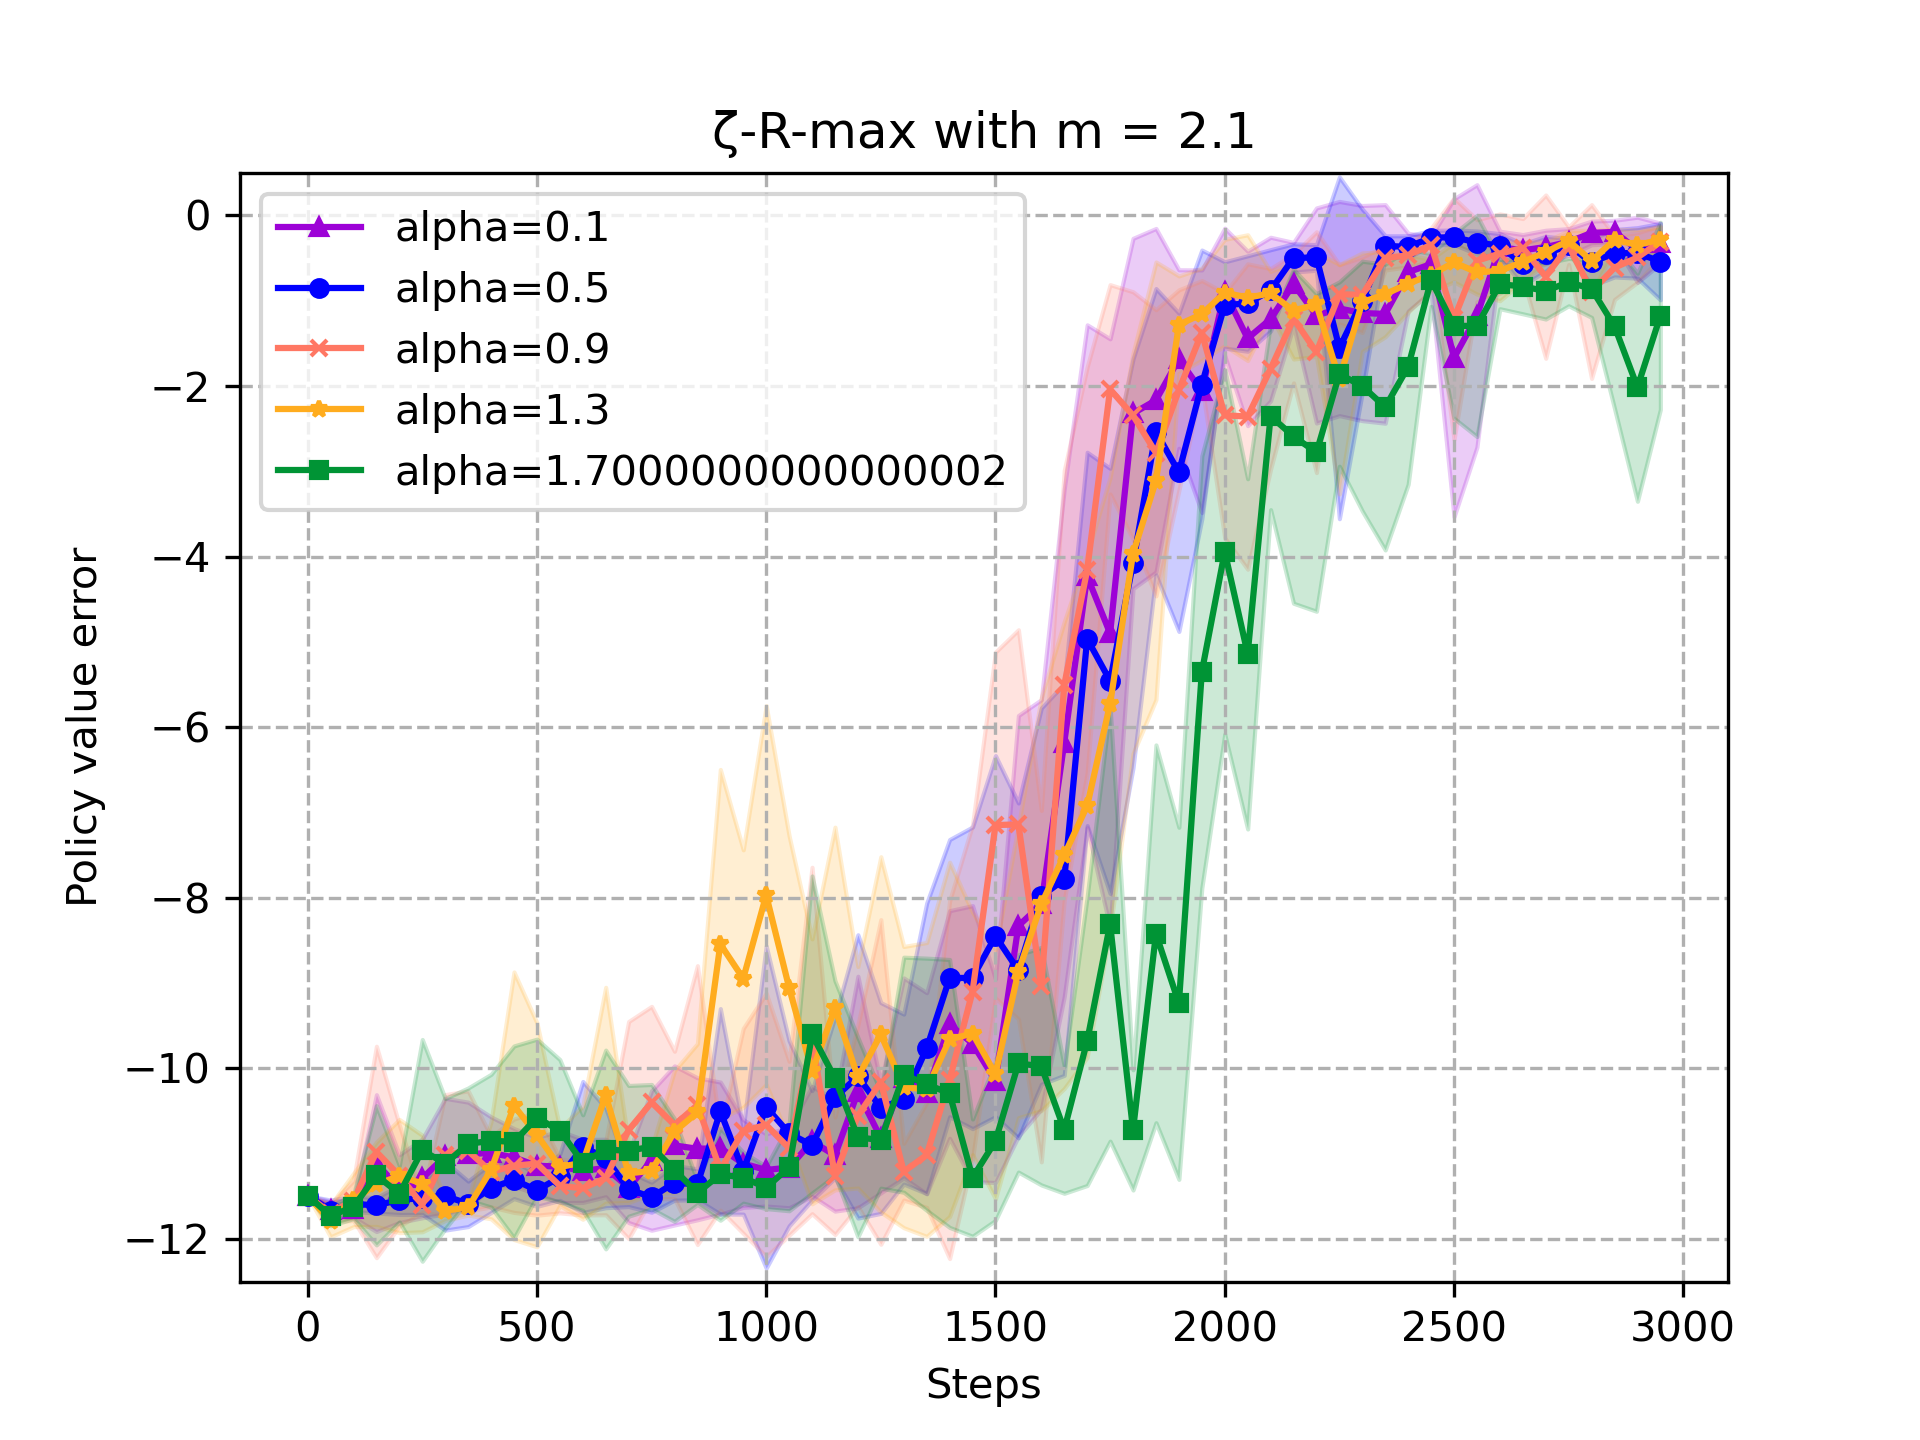 ζ-R-max with m = 2.1
alpha=0.1
alpha=0.5
alpha=0.9
alpha=1.3
alpha=1.7000000000000002
Policy value error
0
−2
−4
−6
−8
−10
−12
0 500 1000 1500 2000 2500 3000
Steps